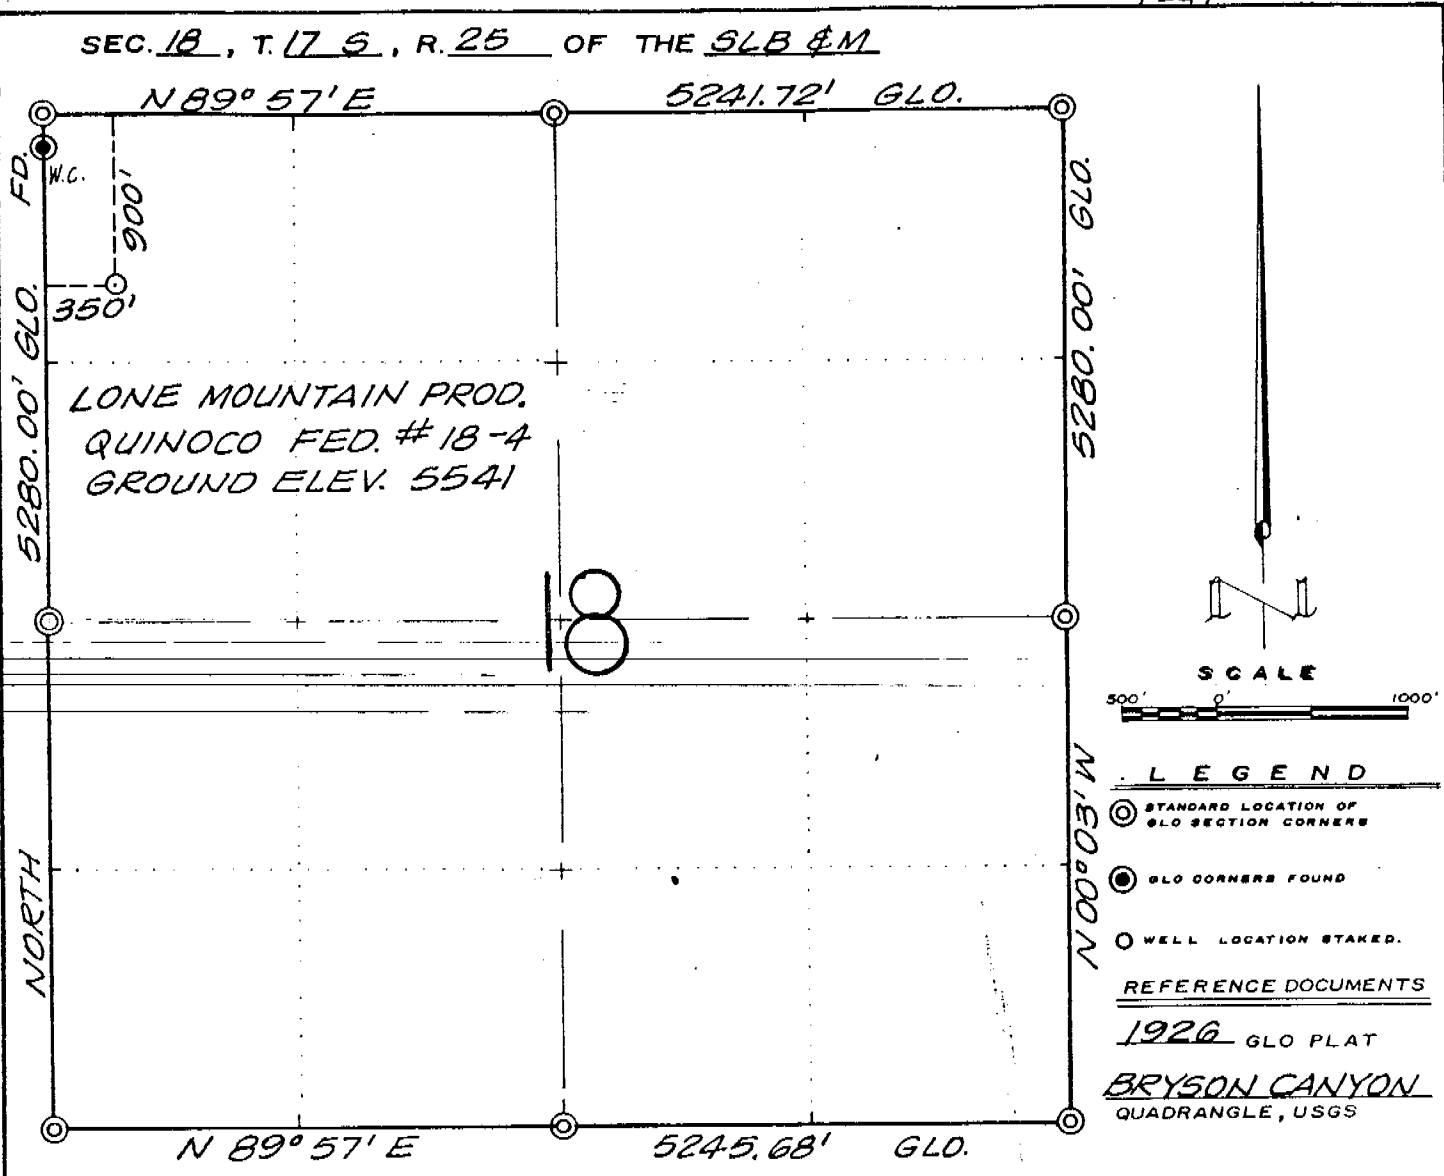 SEC. 18, T. 17 S, R. 25 OF THE SLB & M
N 89° 57' E 5241.72' GLO.
FD.
W.C.
900'
350'
5280.00' GLO.
NORTH
LONE MOUNTAIN PROD.
QUINOCO FED. # 18-4
GROUND ELEV. 5541
18
5280.00' GLO.
N 00° 03' W
N 89° 57' E 5245.68' GLO.
N
SCALE
500' 0' 1000'
LEGEND
STANDARD LOCATION OF
GLO SECTION CORNERS
GLO CORNERS FOUND
WELL LOCATION STAKED.
REFERENCE DOCUMENTS
1926 GLO PLAT
BRYSON CANYON
QUADRANGLE, USGS